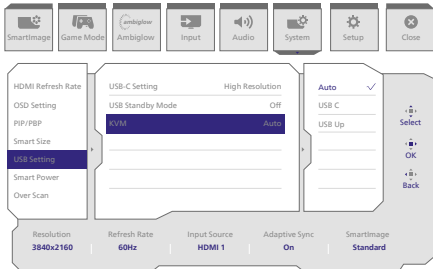 SmartImage
Game Mode
ambiglow
Ambiglow
Input
Audio
System
Setup
Close
HDMI Refresh Rate
OSD Setting
PIP/PBP
Smart Size
USB Setting
Smart Power
Over Scan
USB-C Setting High Resolution
USB Standby Mode Off
KVM Auto
Auto
USB C
USB Up
Select
OK
Back
Resolution Refresh Rate Input Source Adaptive Sync SmartImage
3840x2160 60Hz HDMI 1 On Standard